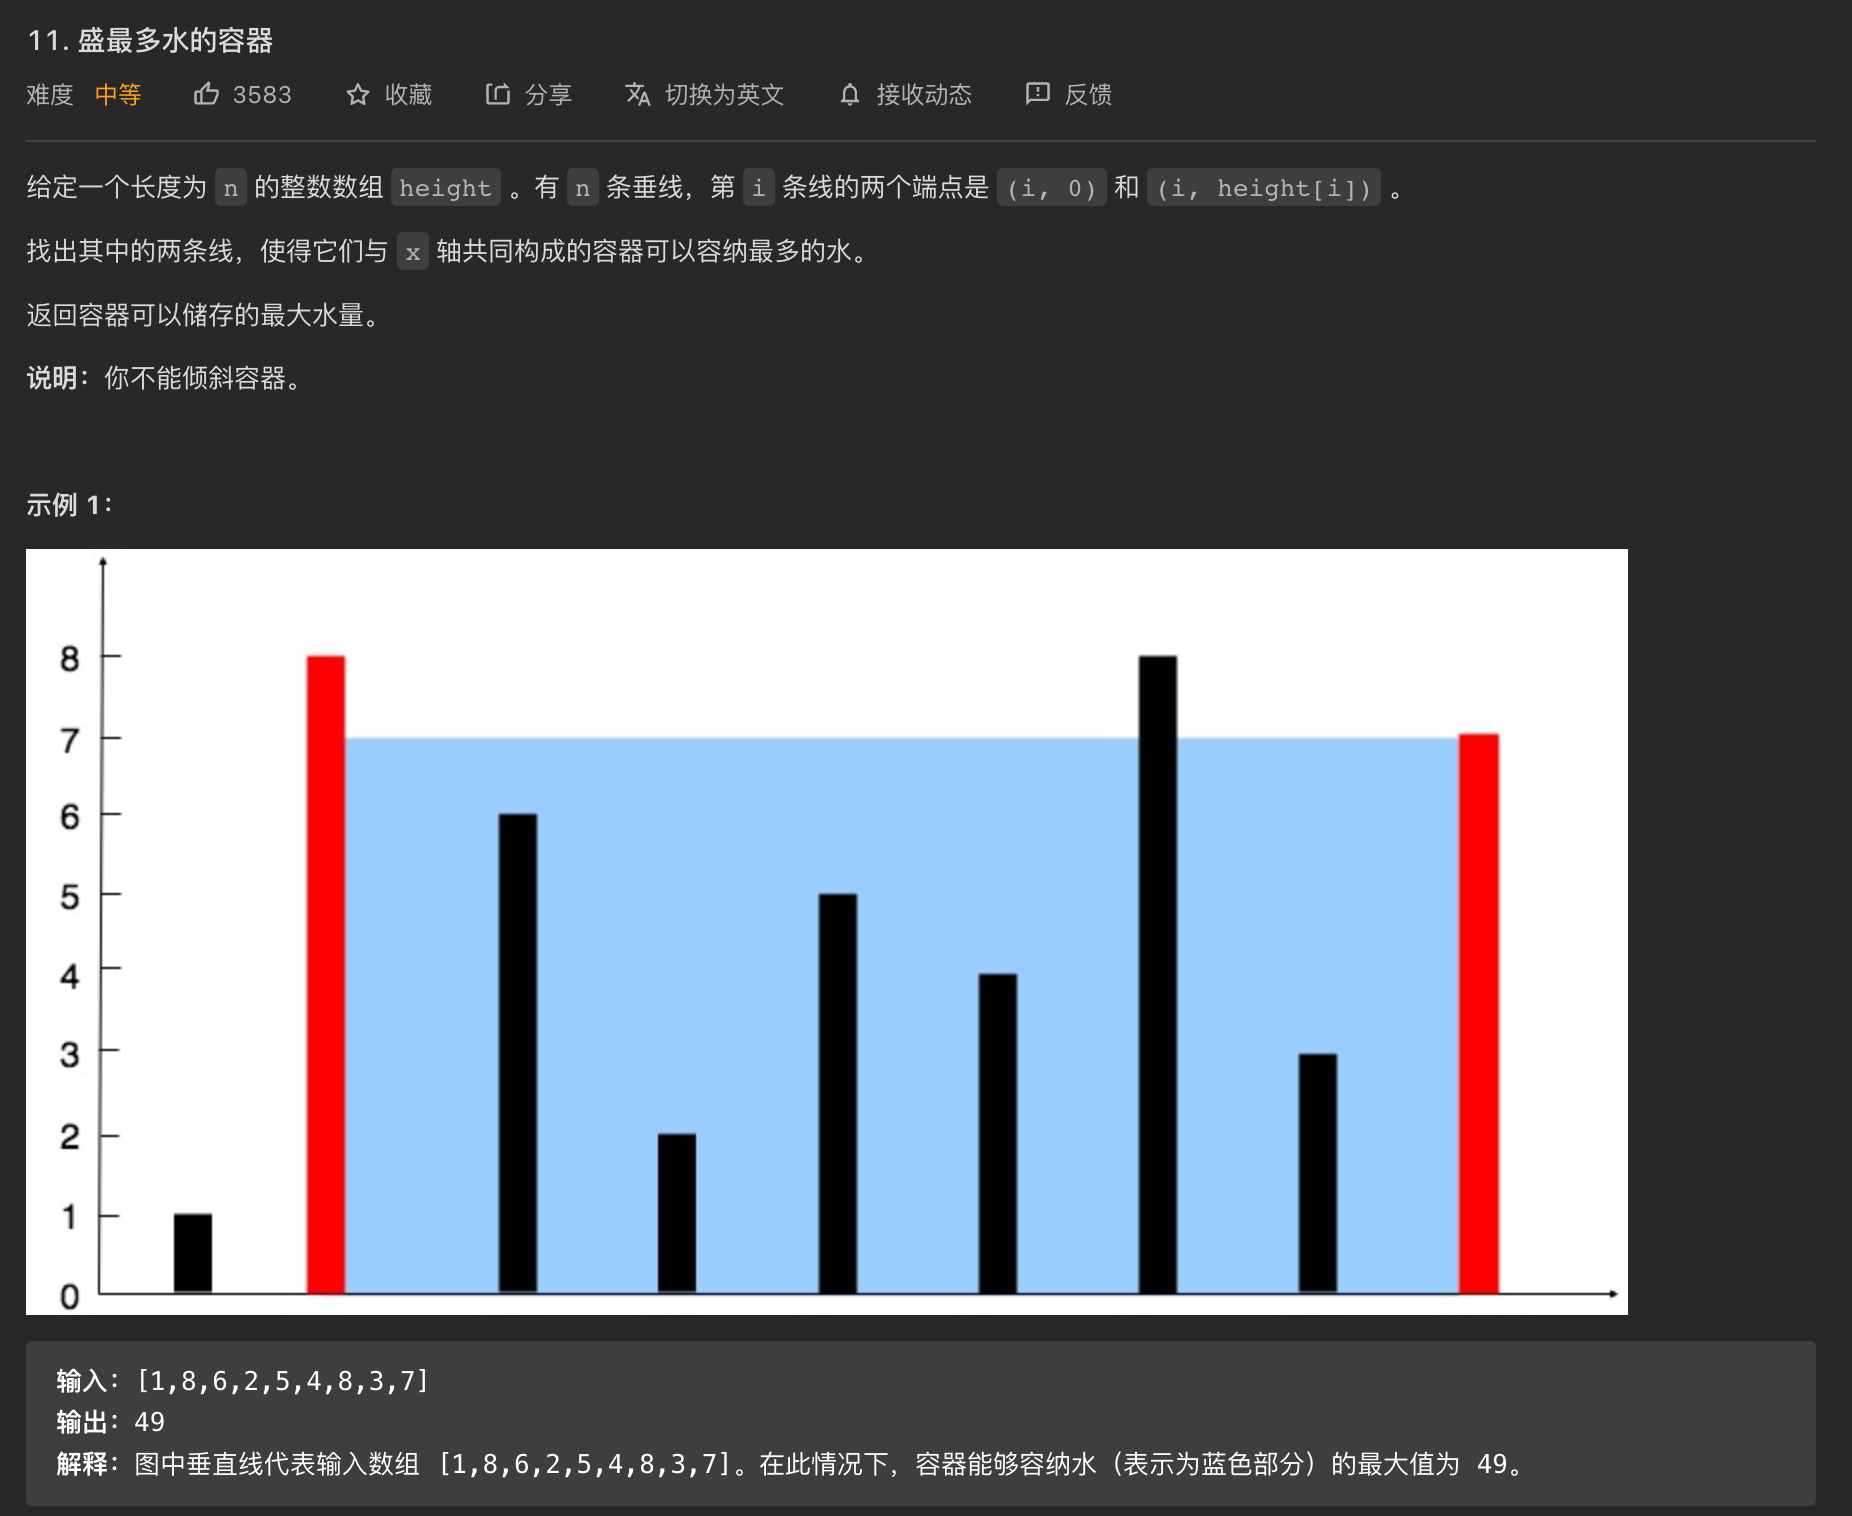 11. 盛最多水的容器
难度 中等 3583 收藏 分享 切换为英文 接收动态 反馈
给定一个长度为 n 的整数数组 height 。有 n 条垂线，第 i 条线的两个端点是 (i, 0) 和 (i, height[i]) 。
找出其中的两条线，使得它们与 x 轴共同构成的容器可以容纳最多的水。
返回容器可以储存的最大水量。
说明：你不能倾斜容器。
示例 1：
8
7
6
5
4
3
2
1
0
输入：[1,8,6,2,5,4,8,3,7]
输出：49
解释：图中垂直线代表输入数组 [1,8,6,2,5,4,8,3,7]。在此情况下，容器能够容纳水（表示为蓝色部分）的最大值为 49。